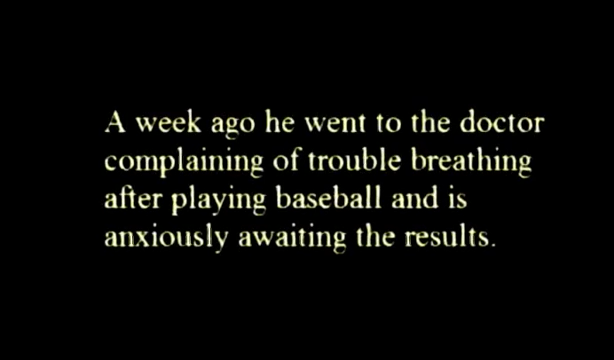 A week ago he went to the doctor
complaining of trouble breathing
after playing baseball and is
anxiously awaiting the results.